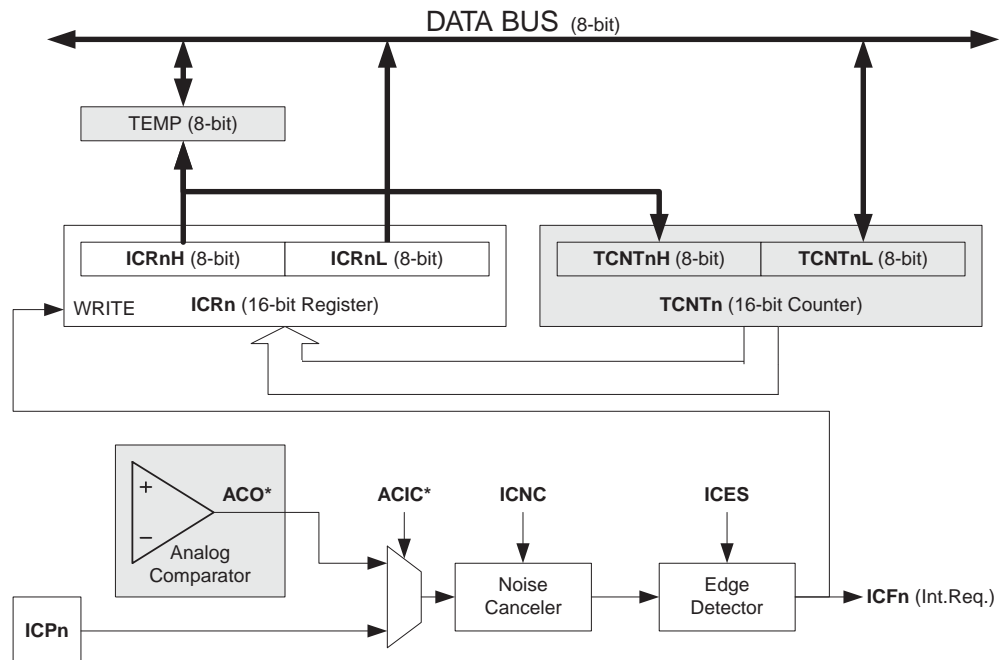 DATA BUS (8-bit)
TEMP (8-bit)
ICRnH (8-bit)
ICRnL (8-bit)
TCNTnH (8-bit)
TCNTnL (8-bit)
WRITE
ICRn (16-bit Register)
TCNTn (16-bit Counter)
+
−
ACO*
Analog
Comparator
ACIC*
ICNC
ICES
Noise
Canceler
Edge
Detector
ICFn (Int.Req.)
ICPn